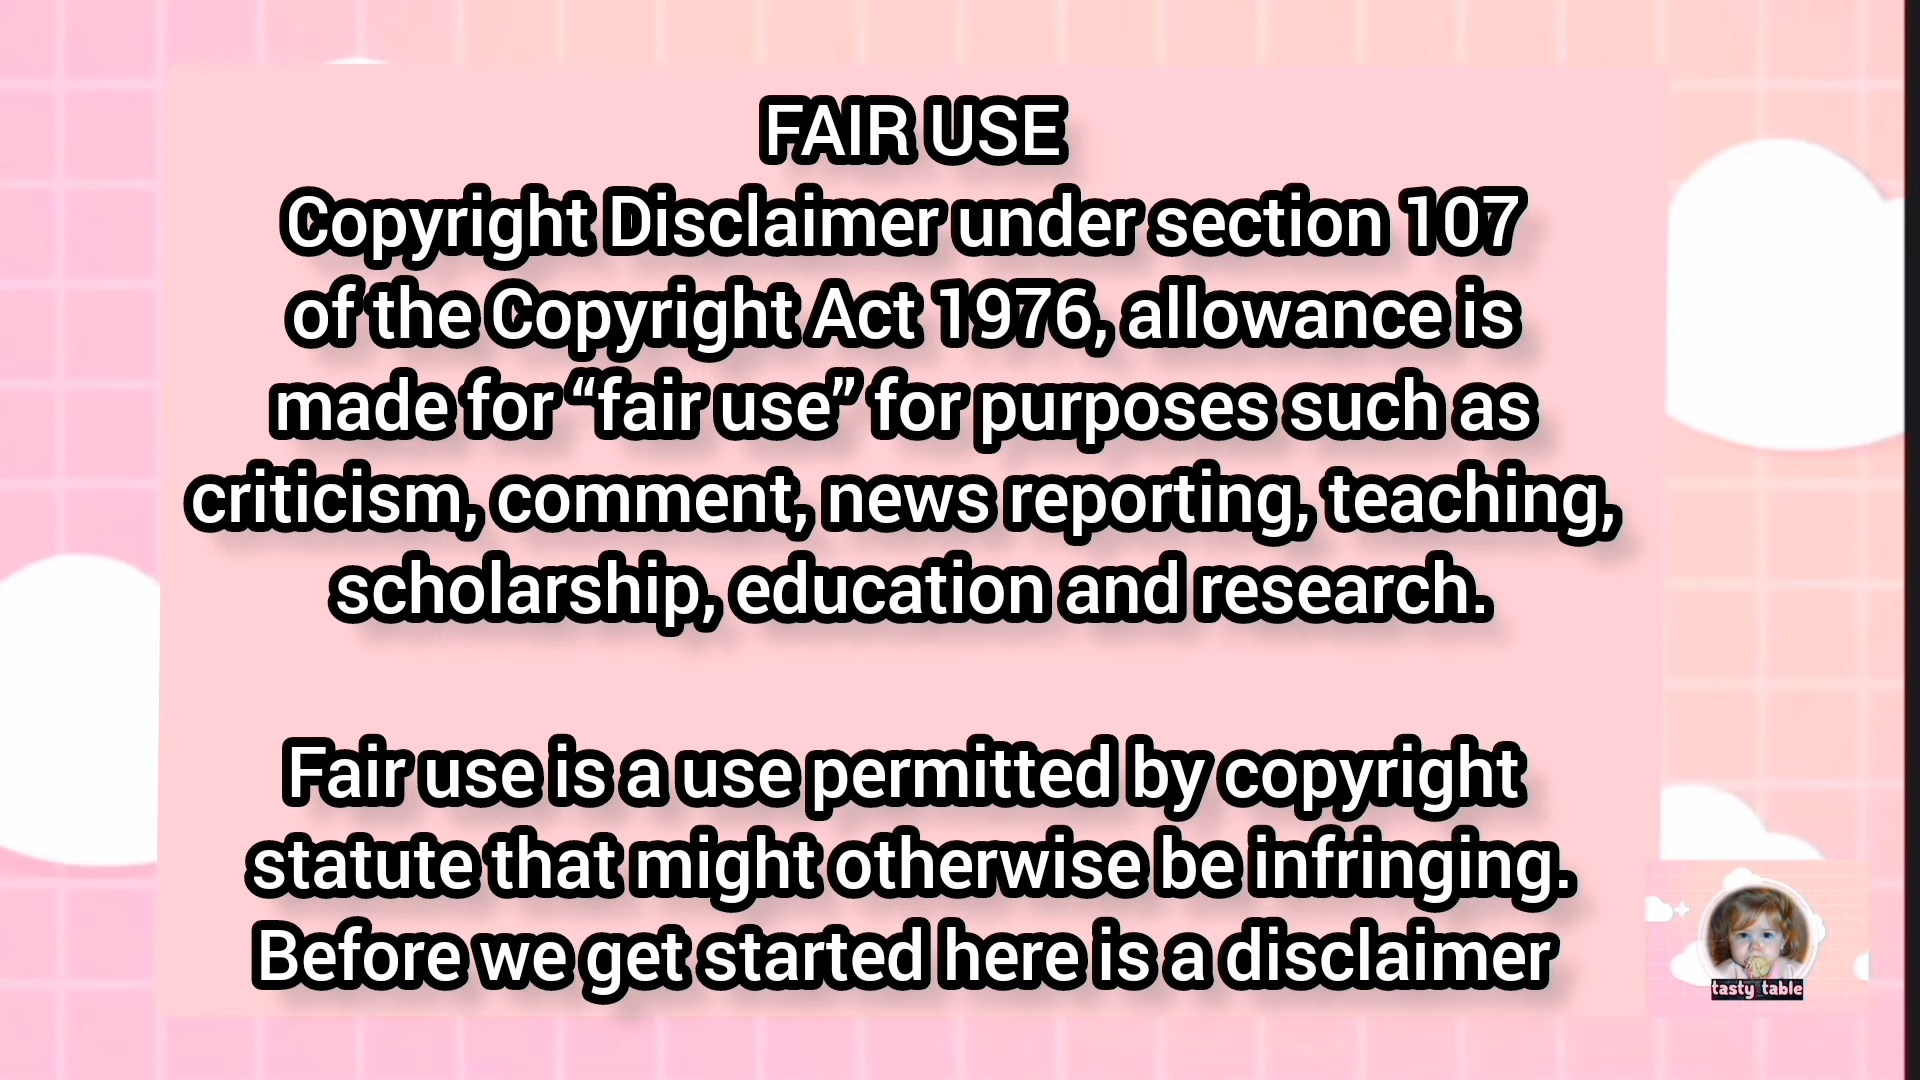 FAIR USE
Copyright Disclaimer under section 107
of the Copyright Act 1976, allowance is
made for “fair use” for purposes such as
criticism, comment, news reporting, teaching,
scholarship, education and research.
Fair use is a use permitted by copyright
statute that might otherwise be infringing.
Before we get started here is a disclaimer
tasty table